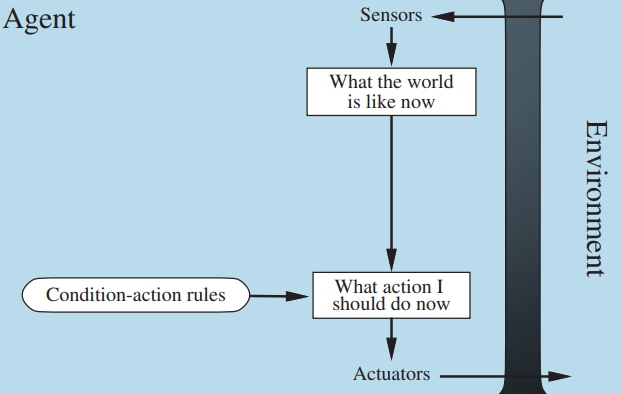 Agent
Sensors
What the world
is like now
Environment
Condition-action rules
What action I
should do now
Actuators